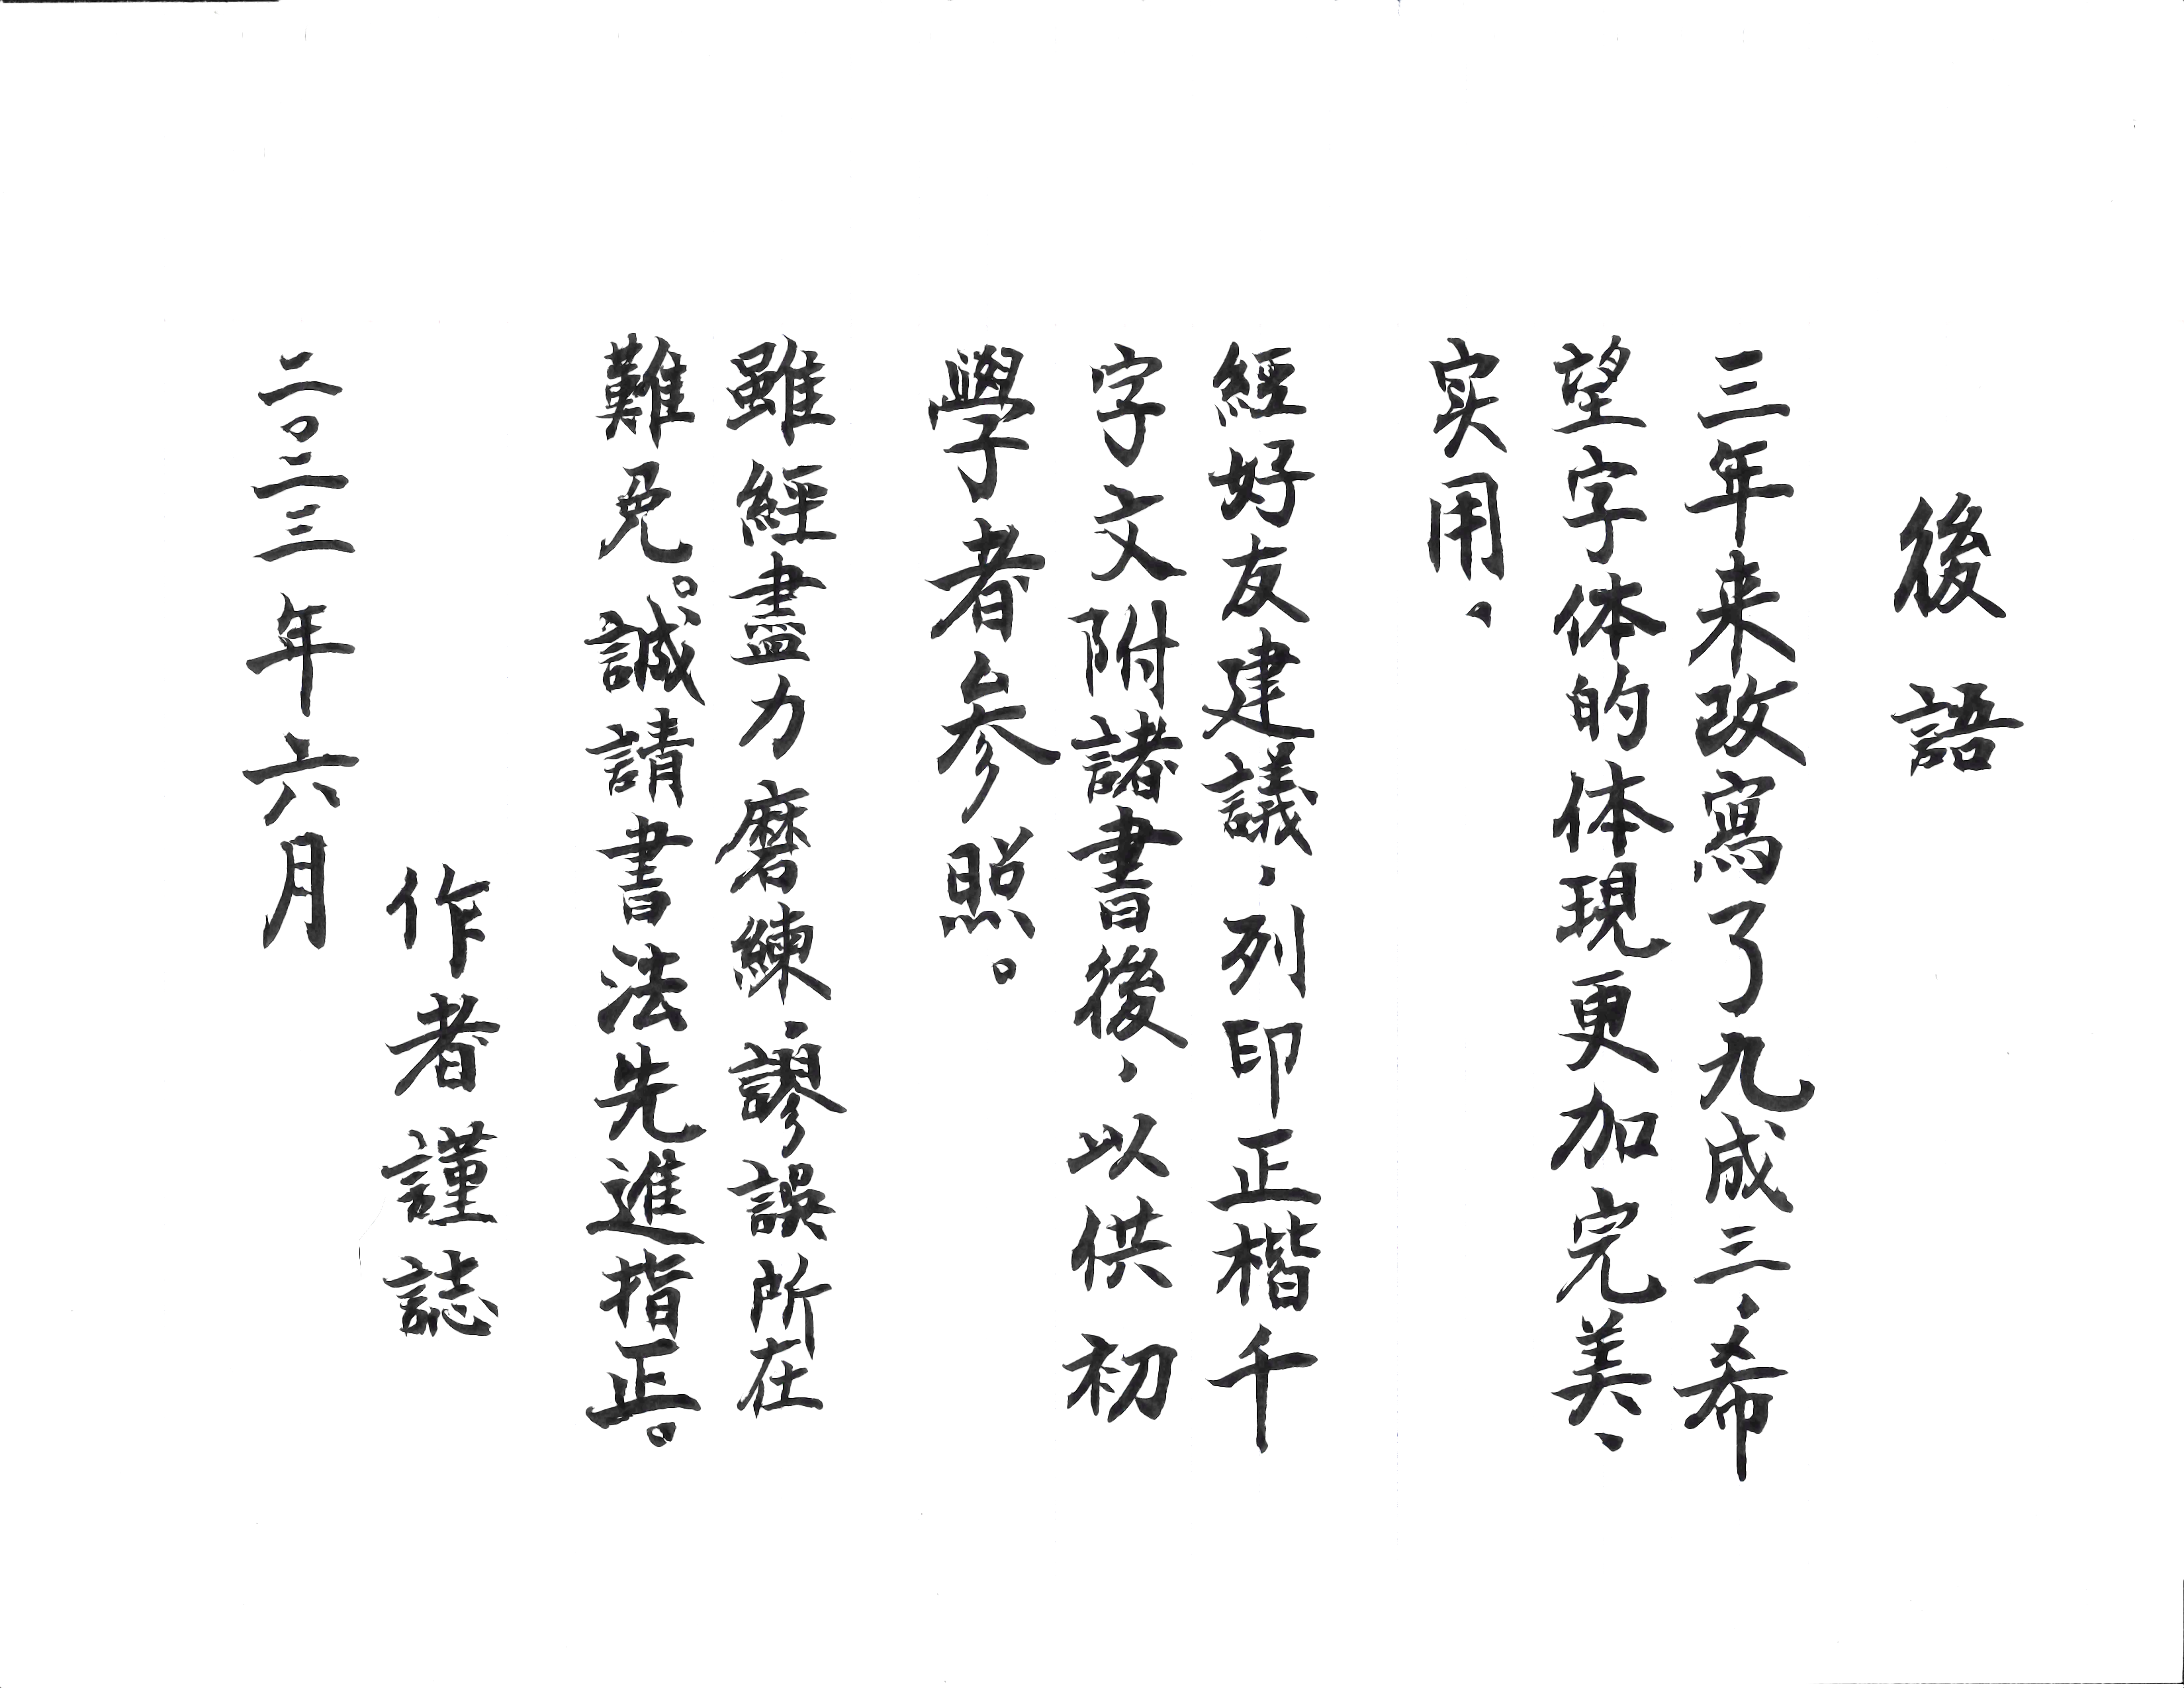 後語
三年来改寫了九成三，希
望字体的体現更加完美、
实用．
經好友建議，列印正楷千
字文附諸書後，以供初
學者參照。
雖經盡力磨練，謬誤所在
難免。誠請書法先進指正。
作者謹誌
二〇二三年六月